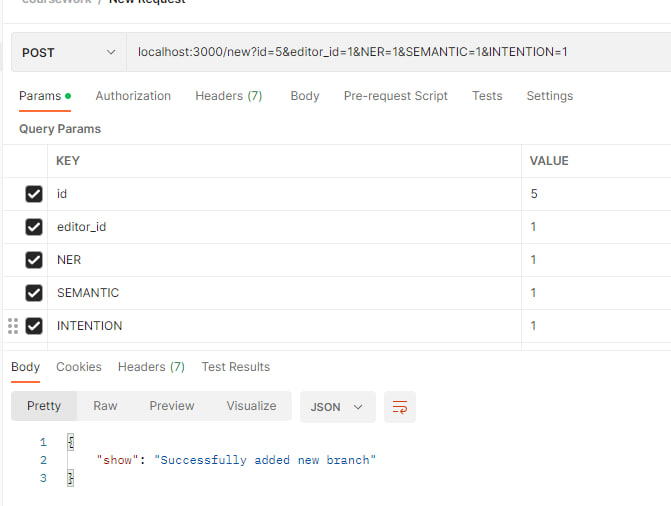 courseWork / New Request
POST localhost:3000/new?id=5&editor_id=1&NER=1&SEMANTIC=1&INTENTION=1
Params Authorization Headers (7) Body Pre-request Script Tests Settings
Query Params
KEY VALUE
id 5
editor_id 1
NER 1
SEMANTIC 1
INTENTION 1
Body Cookies Headers (7) Test Results
Pretty Raw Preview Visualize JSON
1 {
2 "show": "Successfully added new branch"
3 }